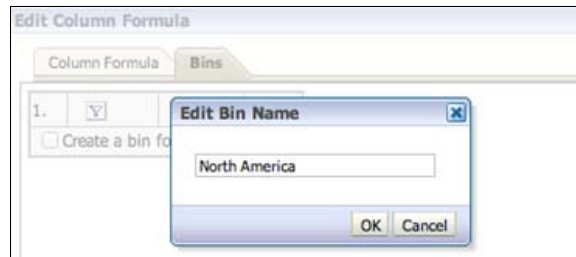 Edit Column Formula
Column Formula Bins
1.
Create a bin fo
Edit Bin Name
North America
OK Cancel